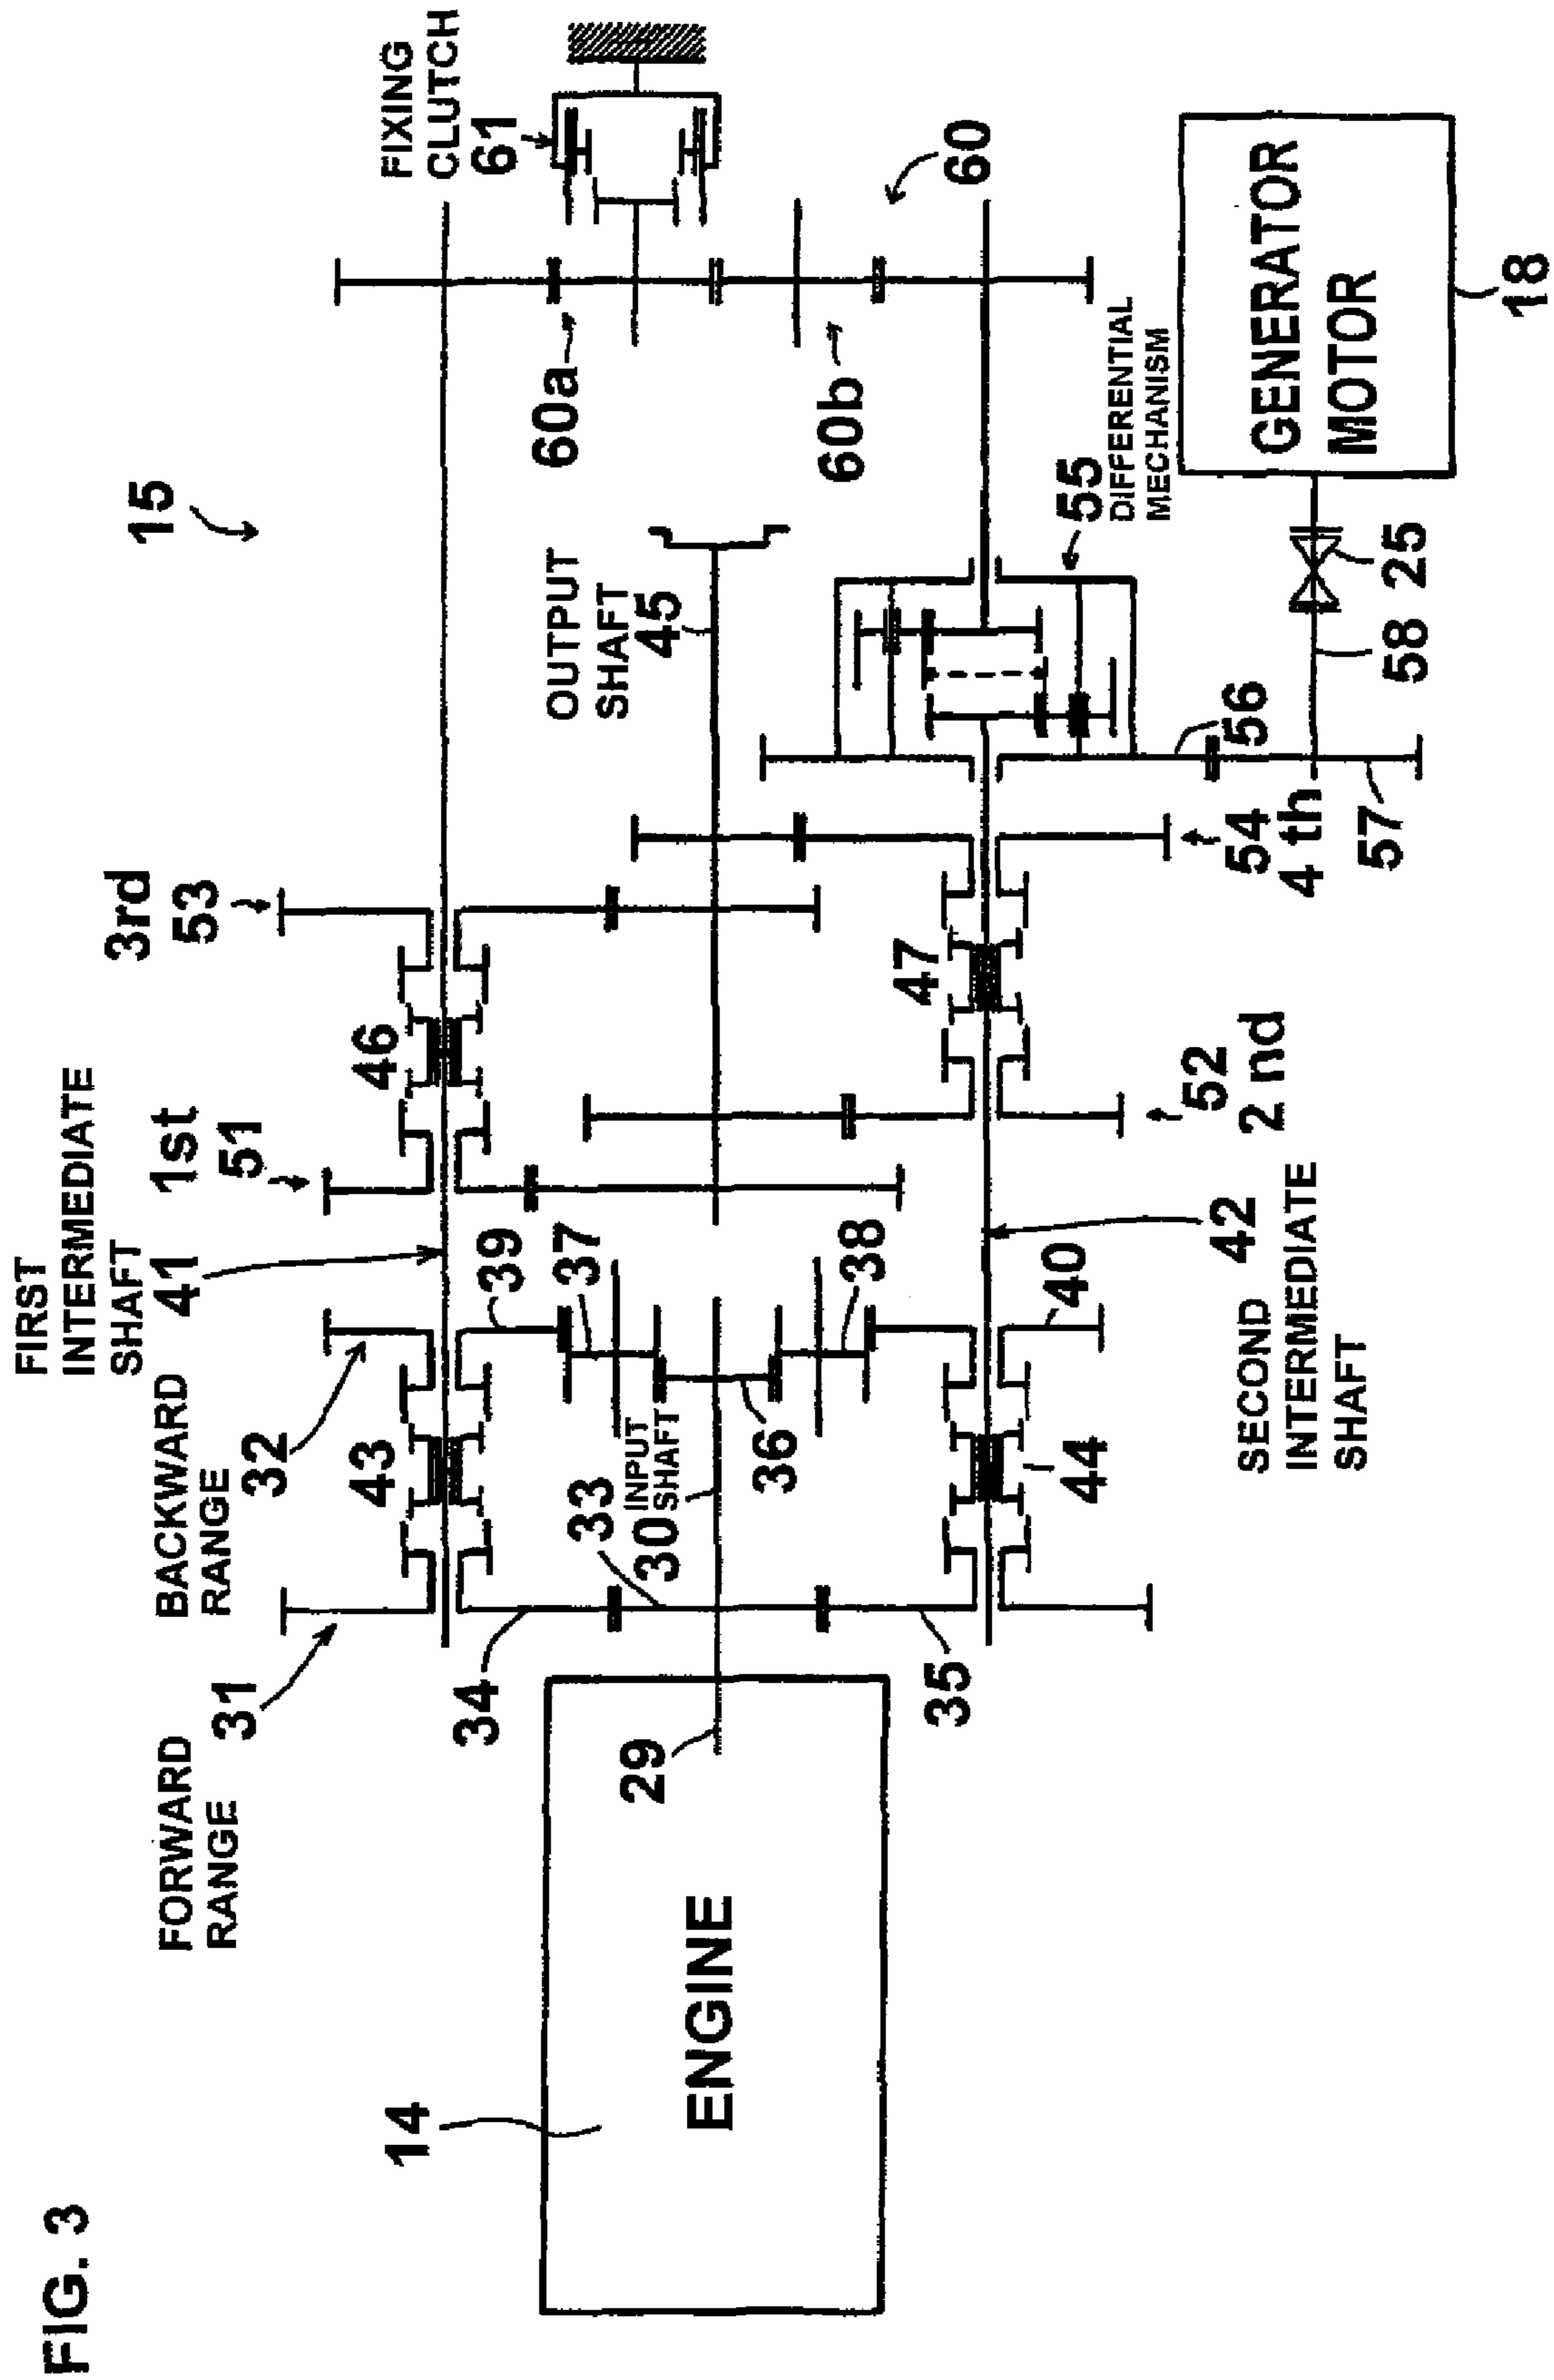 FIG. 3
15
FIRST
INTERMEDIATE
SHAFT
41
1st
51
3rd
53
46
FORWARD
RANGE
31
BACKWARD
RANGE
32
43
34
39
37
FIXING
CLUTCH
61
60a
60b
60
OUTPUT
SHAFT
45
14
ENGINE
29
33
INPUT
SHAFT
30
36
38
35
44
40
SECOND
INTERMEDIATE
SHAFT
42
47
52
2 nd
54
4 th
55
DIFFERENTIAL
MECHANISM
56
57
58
25
GENERATOR
MOTOR
18